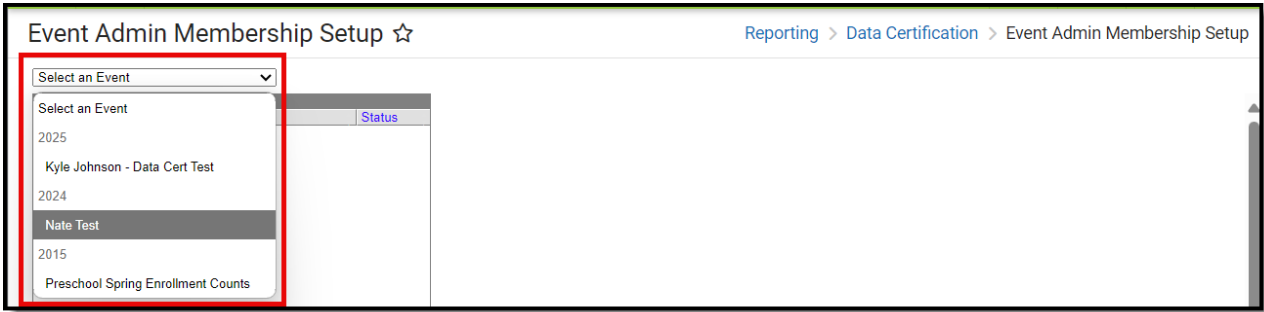 Event Admin Membership Setup ☆
Reporting > Data Certification > Event Admin Membership Setup
Select an Event
Select an Event
Status
2025
Kyle Johnson - Data Cert Test
2024
Nate Test
2015
Preschool Spring Enrollment Counts